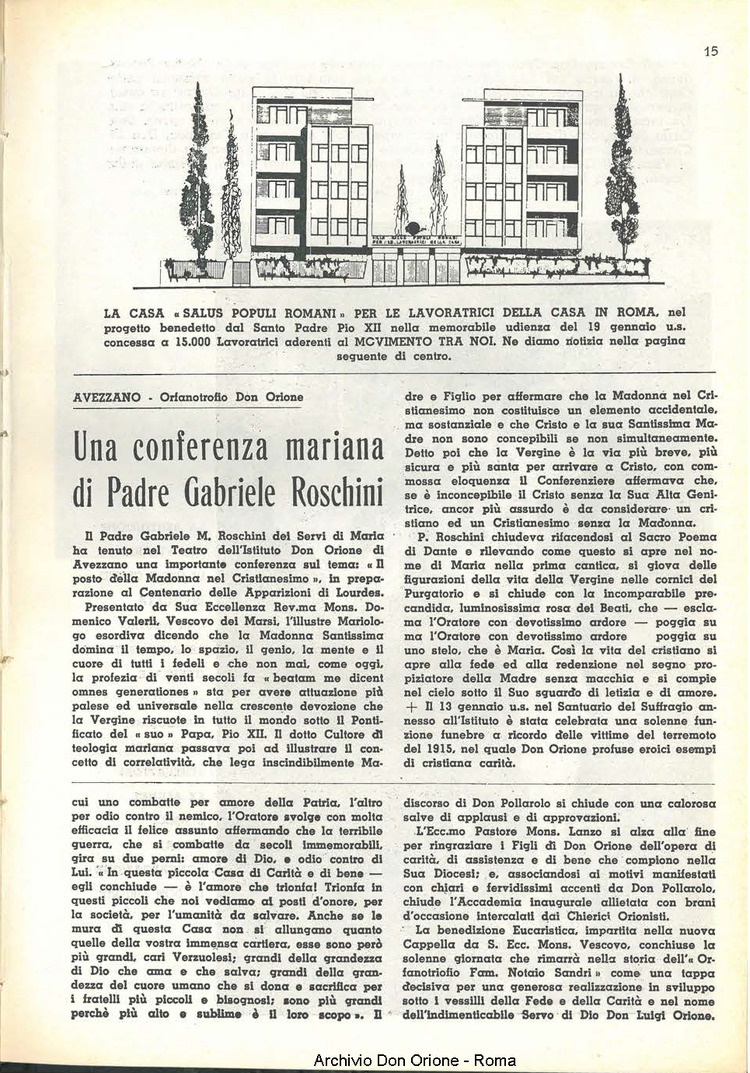 15
VILLA SALUS POPULI ROMANI
PER LE LAVORATRICI DELLA CASA
LA CASA « SALUS POPULI ROMANI » PER LE LAVORATRICI DELLA CASA IN ROMA, nel
progetto benedetto dal Santo Padre Pio XII nella memorabile udienza del 19 gennaio u.s.
concessa a 15.000 Lavoratrici aderenti al MOVIMENTO TRA NOI. Ne diamo notizia nella pagina
seguente di centro.
AVEZZANO - Orfanotrofio Don Orione
Una conferenza mariana
di Padre Gabriele Roschini
Il Padre Gabriele M. Roschini dei Servi di Maria
ha tenuto nel Teatro dell'Istituto Don Orione di
Avezzano una importante conferenza sul tema: « Il
posto della Madonna nel Cristianesimo », in prepa-
razione al Centenario delle Apparizioni di Lourdes.
Presentato da Sua Eccellenza Rev.ma Mons. Do-
menico Valerii, Vescovo dei Marsi, l'illustre Mariolo-
go esordiva dicendo che la Madonna Santissima
domina il tempo, lo spazio, il genio, la mente e il
cuore di tutti i fedeli e che non mai, come oggi,
la profezia di venti secoli fa « beatam me dicent
omnes generationes » sta per avere attuazione più
palese ed universale nella crescente devozione che
la Vergine riscuote in tutto il mondo sotto il Ponti-
ficato del « suo » Papa, Pio XII. Il dotto Cultore di
teologia mariana passava poi ad illustrare il con-
cetto di correlatività, che lega inscindibilmente Ma-
dre e Figlio per affermare che la Madonna nel Cri-
stianesimo non costituisce un elemento accidentale,
ma sostanziale e che Cristo e la sua Santissima Ma-
dre non sono concepibili se non simultaneamente.
Detto poi che la Vergine è la via più breve, più
sicura e più santa per arrivare a Cristo, con com-
mossa eloquenza il Conferenziere affermava che,
se è inconcepibile il Cristo senza la Sua Alta Geni-
trice, ancor più assurdo è da considerare un cri-
stiano ed un Cristianesimo senza la Madonna.
P. Roschini chiudeva rifacendosi al Sacro Poema
di Dante e rilevando come questo si apre nel no-
me di Maria nella prima cantica, si giova delle
figurazioni della vita della Vergine nelle cornici del
Purgatorio e si chiude con la incomparabile pre-
candida, luminosissima rosa dei Beati, che — escla-
ma l'Oratore con devotissimo ardore — poggia su
ma l'Oratore con devotissimo ardore poggia su
uno stelo, che è Maria. Così la vita del cristiano si
apre alla fede ed alla redenzione nel segno pro-
piziatore della Madre senza macchia e si compie
nel cielo sotto il Suo sguardo di letizia e di amore.
+ Il 13 gennaio u.s. nel Santuario del Suffragio an-
nesso all'Istituto è stata celebrata una solenne fun-
zione funebre a ricordo delle vittime del terremoto
del 1915, nel quale Don Orione profuse eroici esempi
di cristiana carità.
cui uno combatte per amore della Patria, l'altro
per odio contro il nemico, l'Oratore svolge con molta
efficacia il felice assunto affermando che la terribile
guerra, che si combatte da secoli immemorabili,
gira su due perni: amore di Dio, e odio contro di
Lui. « In questa piccola Casa di Carità e di bene —
egli conchiude — è l'amore che trionfa! Trionfa in
questi piccoli che noi vediamo ai posti d'onore, per
la società, per l'umanità da salvare. Anche se le
mura di questa Casa non si allungano quanto
quelle della vostra immensa cartiera, esse sono però
più grandi, cari Verzuolesi; grandi della grandezza
di Dio che ama e che salva; grandi della gran-
dezza del cuore umano che si dona e sacrifica per
i fratelli più piccoli e bisognosi; sono più grandi
perchè più alto e sublime è il loro scopo ». Il
discorso di Don Pollarolo si chiude con una calorosa
salve di applausi e di approvazioni.
L'Ecc.mo Pastore Mons. Lanzo si alza alla fine
per ringraziare i Figli di Don Orione dell'opera di
carità, di assistenza e di bene che compiono nella
Sua Diocesi; e, associandosi ai motivi manifestati
con chiari e fervidissimi accenti da Don Pollarolo,
chiude l'Accademia inaugurale allietata con brani
d'occasione intercalati dai Chierici Orionisti.
La benedizione Eucaristica, impartita nella nuova
Cappella da S. Ecc. Mons. Vescovo, conchiuse la
solenne giornata che rimarrà nella storia dell'« Or-
fanotriofio Fam. Notaio Sandri » come una tappa
decisiva per una generosa realizzazione in sviluppo
sotto i vessilli della Fede e della Carità e nel nome
dell'indimenticabile Servo di Dio Don Luigi Orione.
Archivio Don Orione - Roma